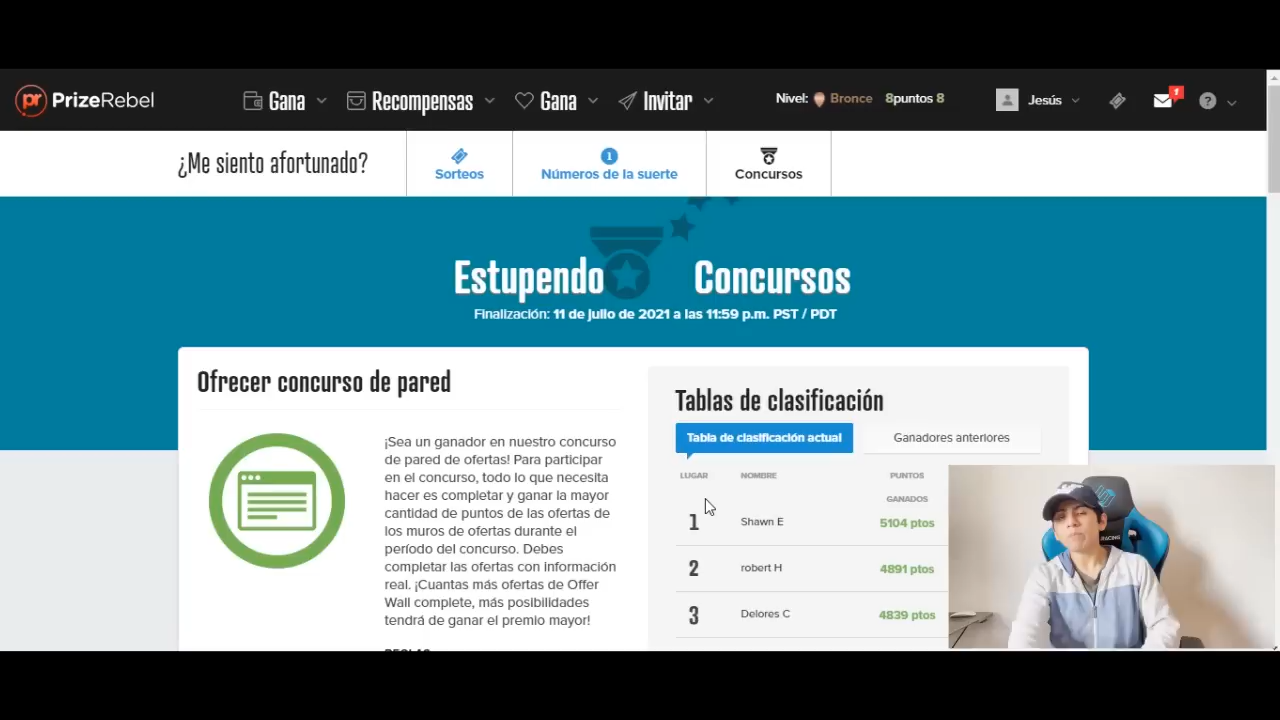 PrizeRebel
Gana
Recompensas
Gana
Invitar
Nivel: Bronce 8puntos 8
Jesús
1
?
¿Me siento afortunado?
Sorteos
1
Números de la suerte
Concursos
Estupendo Concursos
Finalización: 11 de julio de 2021 a las 11:59 p.m. PST / PDT
Ofrecer concurso de pared
¡Sea un ganador en nuestro concurso
de pared de ofertas! Para participar
en el concurso, todo lo que necesita
hacer es completar y ganar la mayor
cantidad de puntos de las ofertas de
los muros de ofertas durante el
período del concurso. Debes
completar las ofertas con información
real. ¡Cuantas más ofertas de Offer
Wall complete, más posibilidades
tendrá de ganar el premio mayor!
Tablas de clasificación
Tabla de clasificación actual
Ganadores anteriores
LUGAR NOMBRE PUNTOS
GANADOS
1 Shawn E 5104 ptos
2 robert H 4891 ptos
3 Delores C 4839 ptos